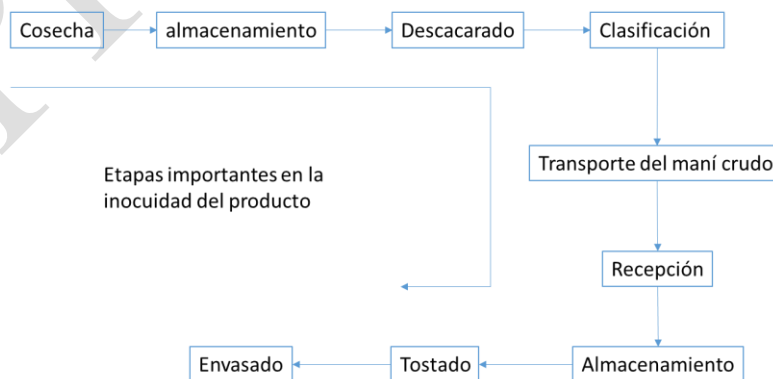 Cosecha
almacenamiento
Descacarado
Clasificación
Transporte del maní crudo
Etapas importantes en la
inocuidad del producto
Recepción
Almacenamiento
Tostado
Envasado